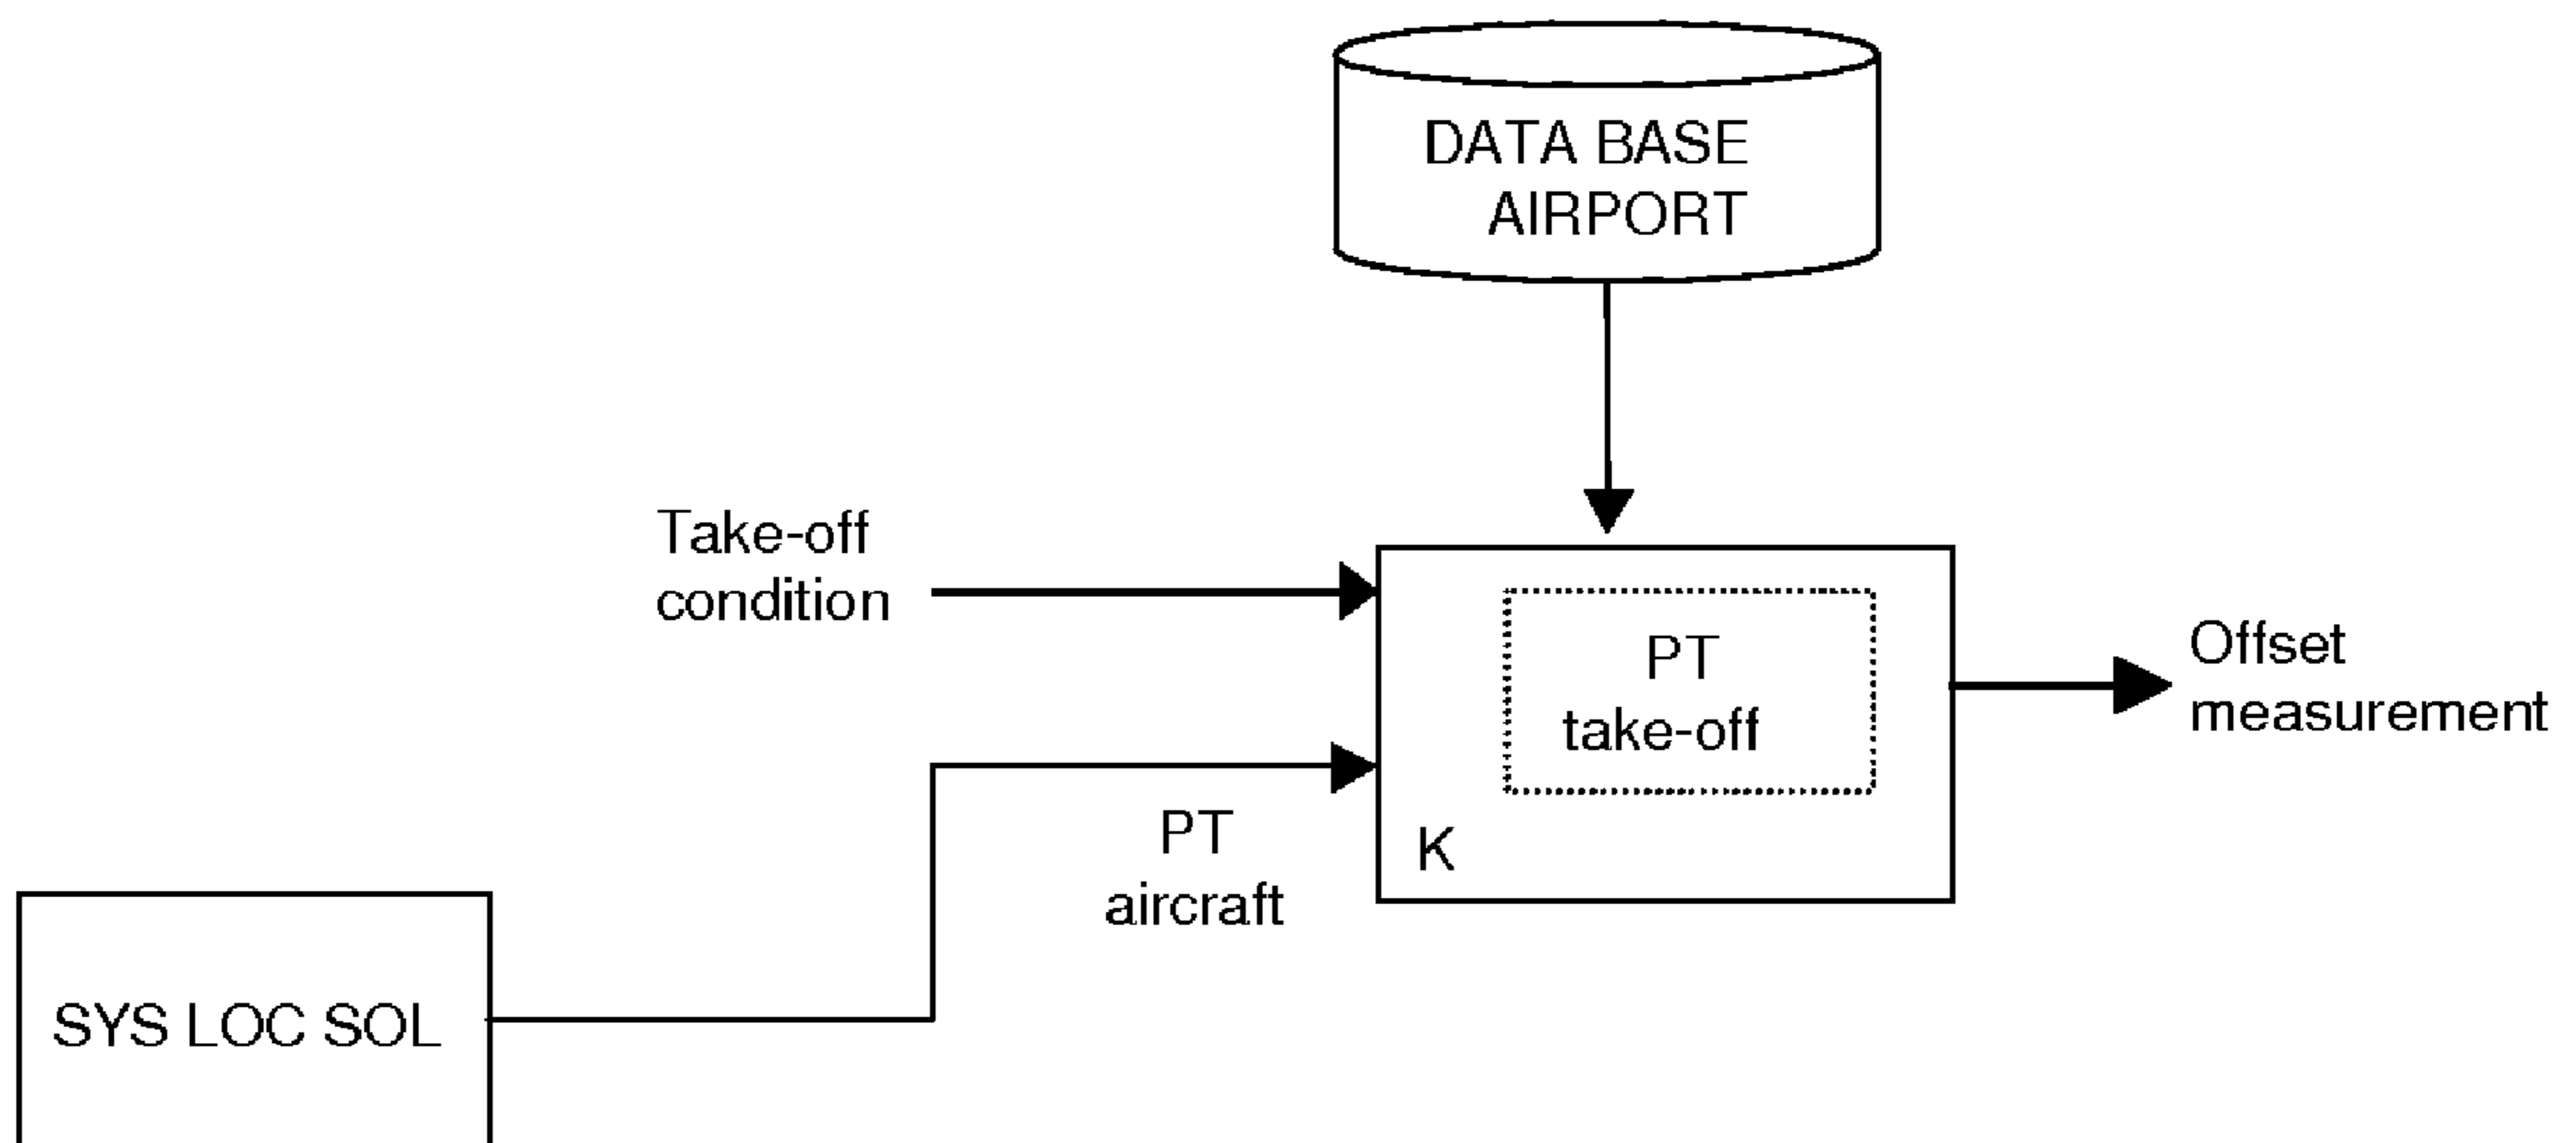 DATA BASE
AIRPORT
Take-off
condition
PT
take-off
Offset
measurement
PT
aircraft
K
SYS LOC SOL